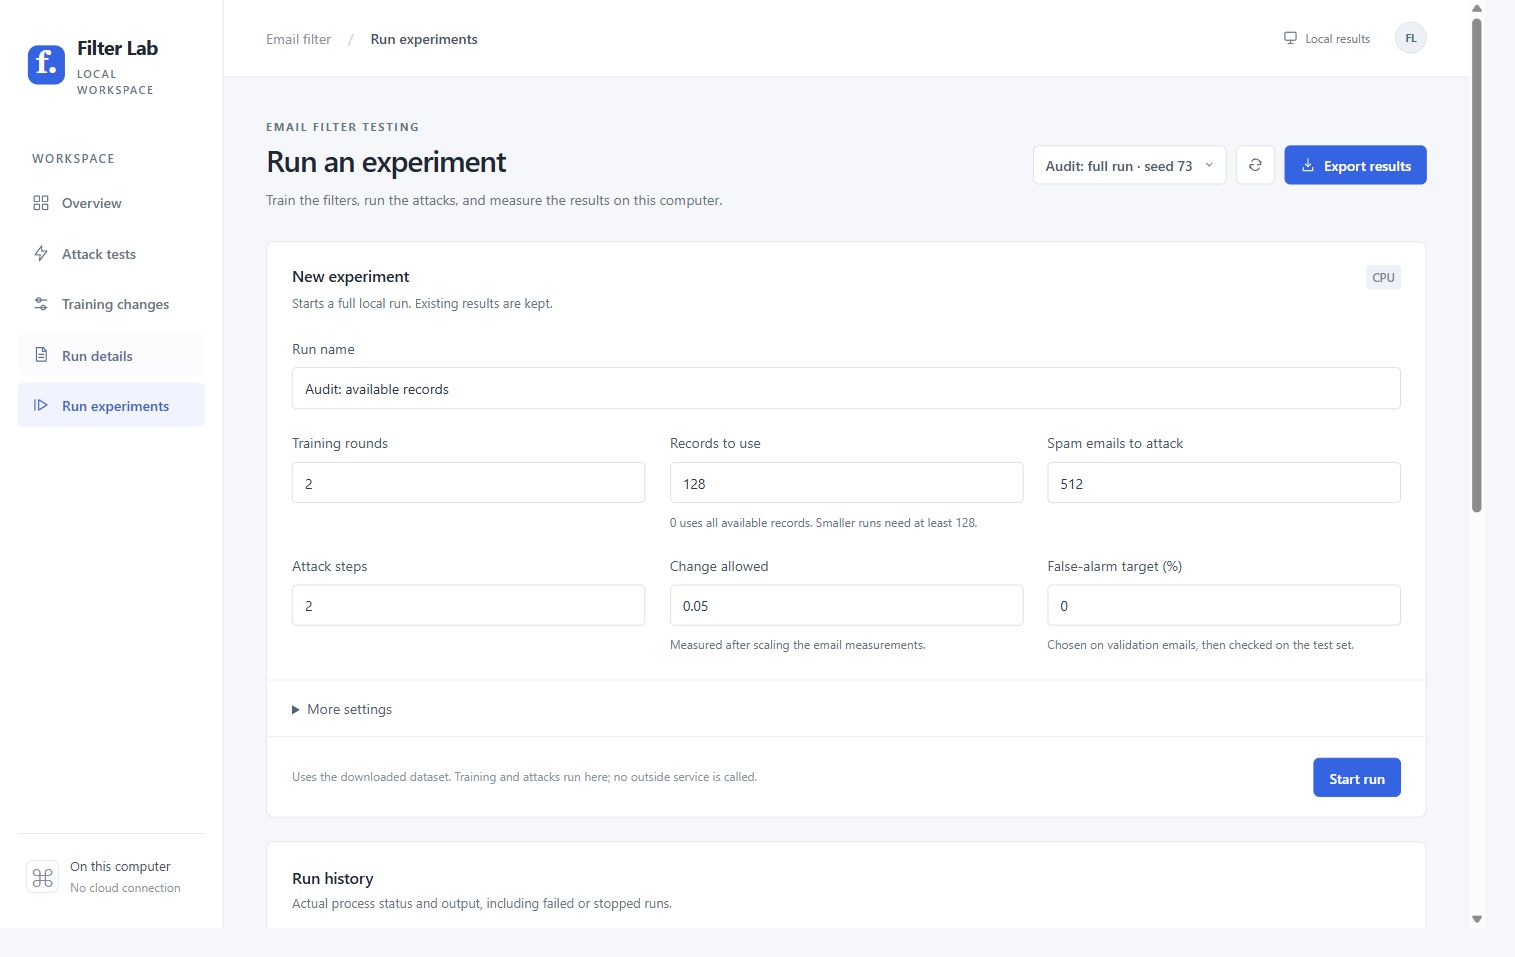 f.
Filter Lab
LOCAL
WORKSPACE
WORKSPACE
Overview
Attack tests
Training changes
Run details
Run experiments
On this computer
No cloud connection
Email filter / Run experiments
Local results
FL
EMAIL FILTER TESTING
Run an experiment
Train the filters, run the attacks, and measure the results on this computer.
Audit: full run · seed 73
Export results
New experiment
CPU
Starts a full local run. Existing results are kept.
Run name
Audit: available records
Training rounds
2
Records to use
128
0 uses all available records. Smaller runs need at least 128.
Spam emails to attack
512
Attack steps
2
Change allowed
0.05
Measured after scaling the email measurements.
False-alarm target (%)
0
Chosen on validation emails, then checked on the test set.
More settings
Uses the downloaded dataset. Training and attacks run here; no outside service is called.
Start run
Run history
Actual process status and output, including failed or stopped runs.